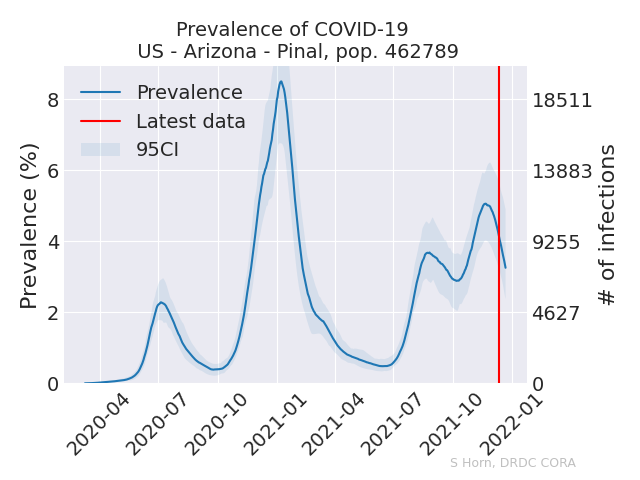 Prevalence of COVID-19
US - Arizona - Pinal, pop. 462789
Prevalence
Latest data
95CI
Prevalence (%)
8
6
4
2
0
18511
13883
9255
4627
0
# of infections
2020-04
2020-07
2020-10
2021-01
2021-04
2021-07
2021-10
2022-01
S Horn, DRDC CORA